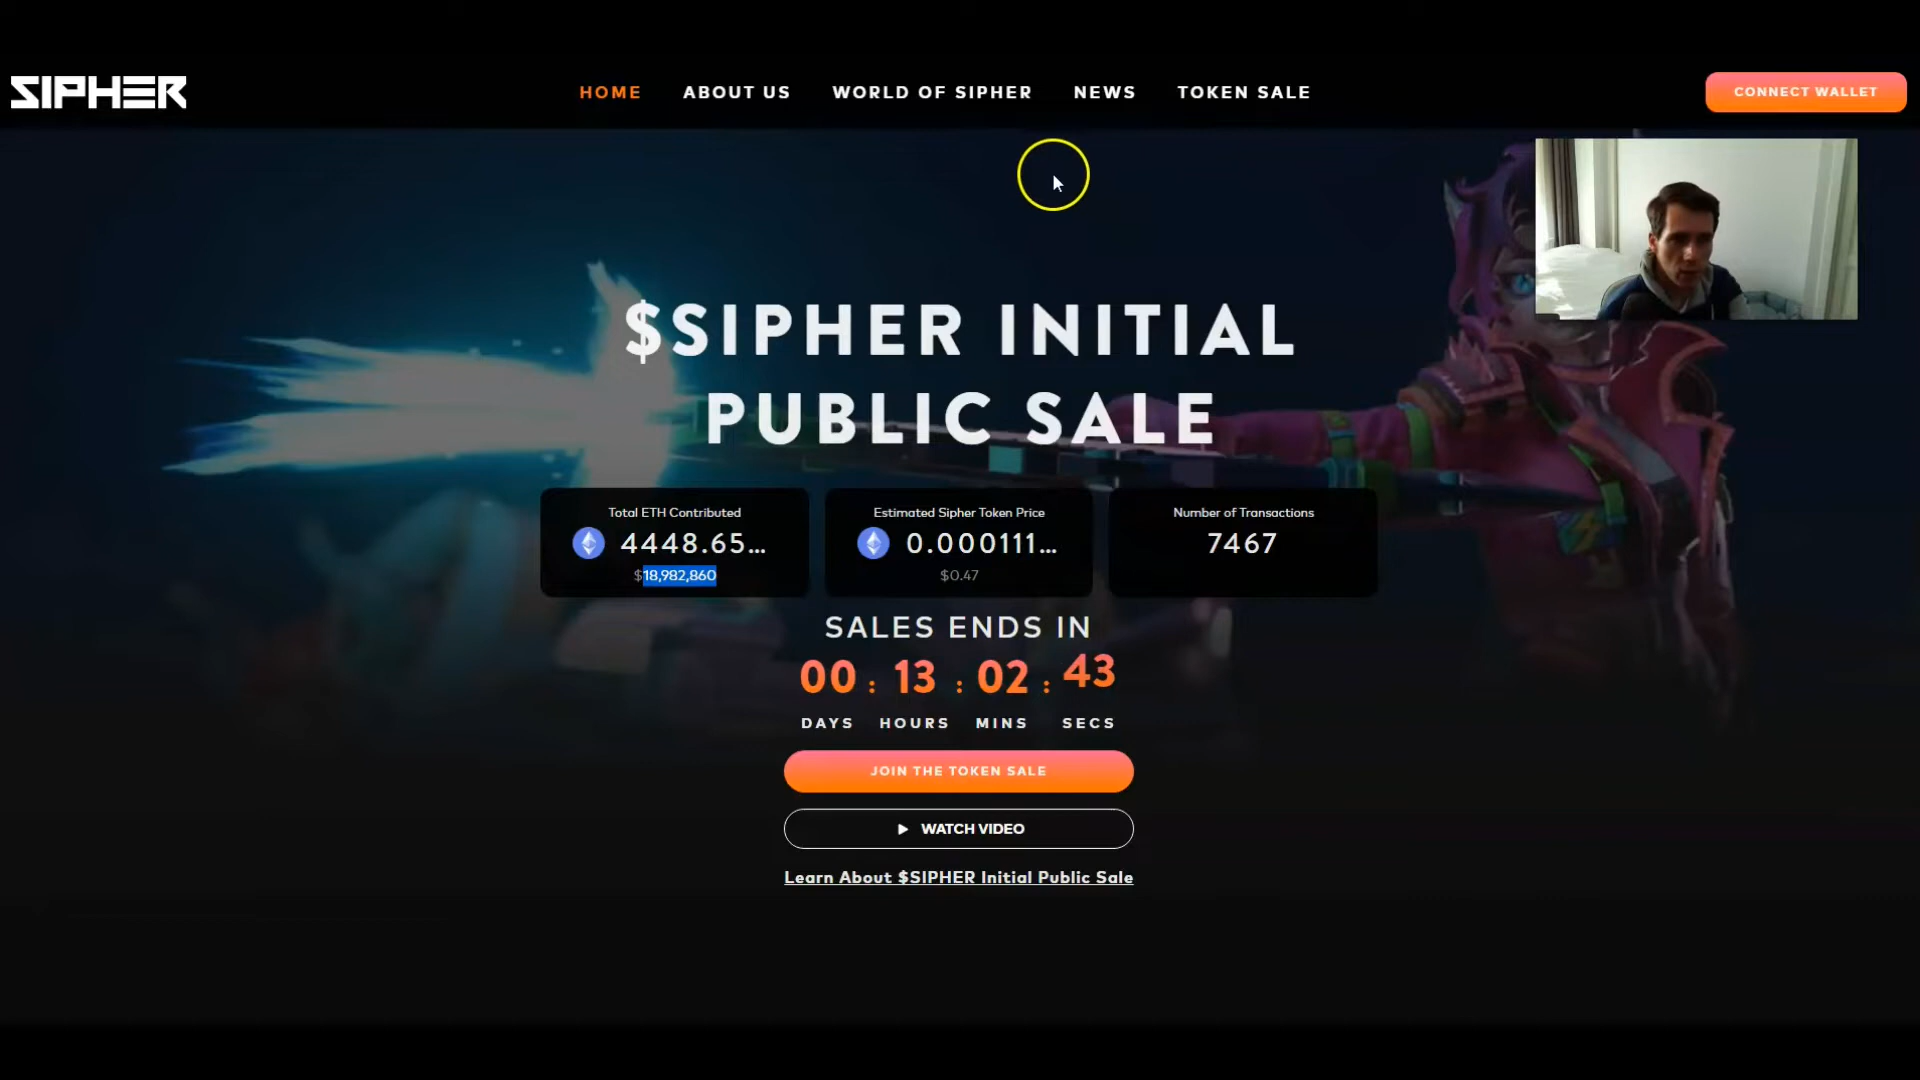 SIPHER
HOME ABOUT US WORLD OF SIPHER NEWS TOKEN SALE
CONNECT WALLET
$SIPHER INITIAL
PUBLIC SALE
Total ETH Contributed
4448.65...
$18,982,860
Estimated Sipher Token Price
0.000111...
$0.47
Number of Transactions
7467
SALES ENDS IN
00 : 13 : 02 : 43
DAYS HOURS MINS SECS
JOIN THE TOKEN SALE
WATCH VIDEO
Learn About $SIPHER Initial Public Sale